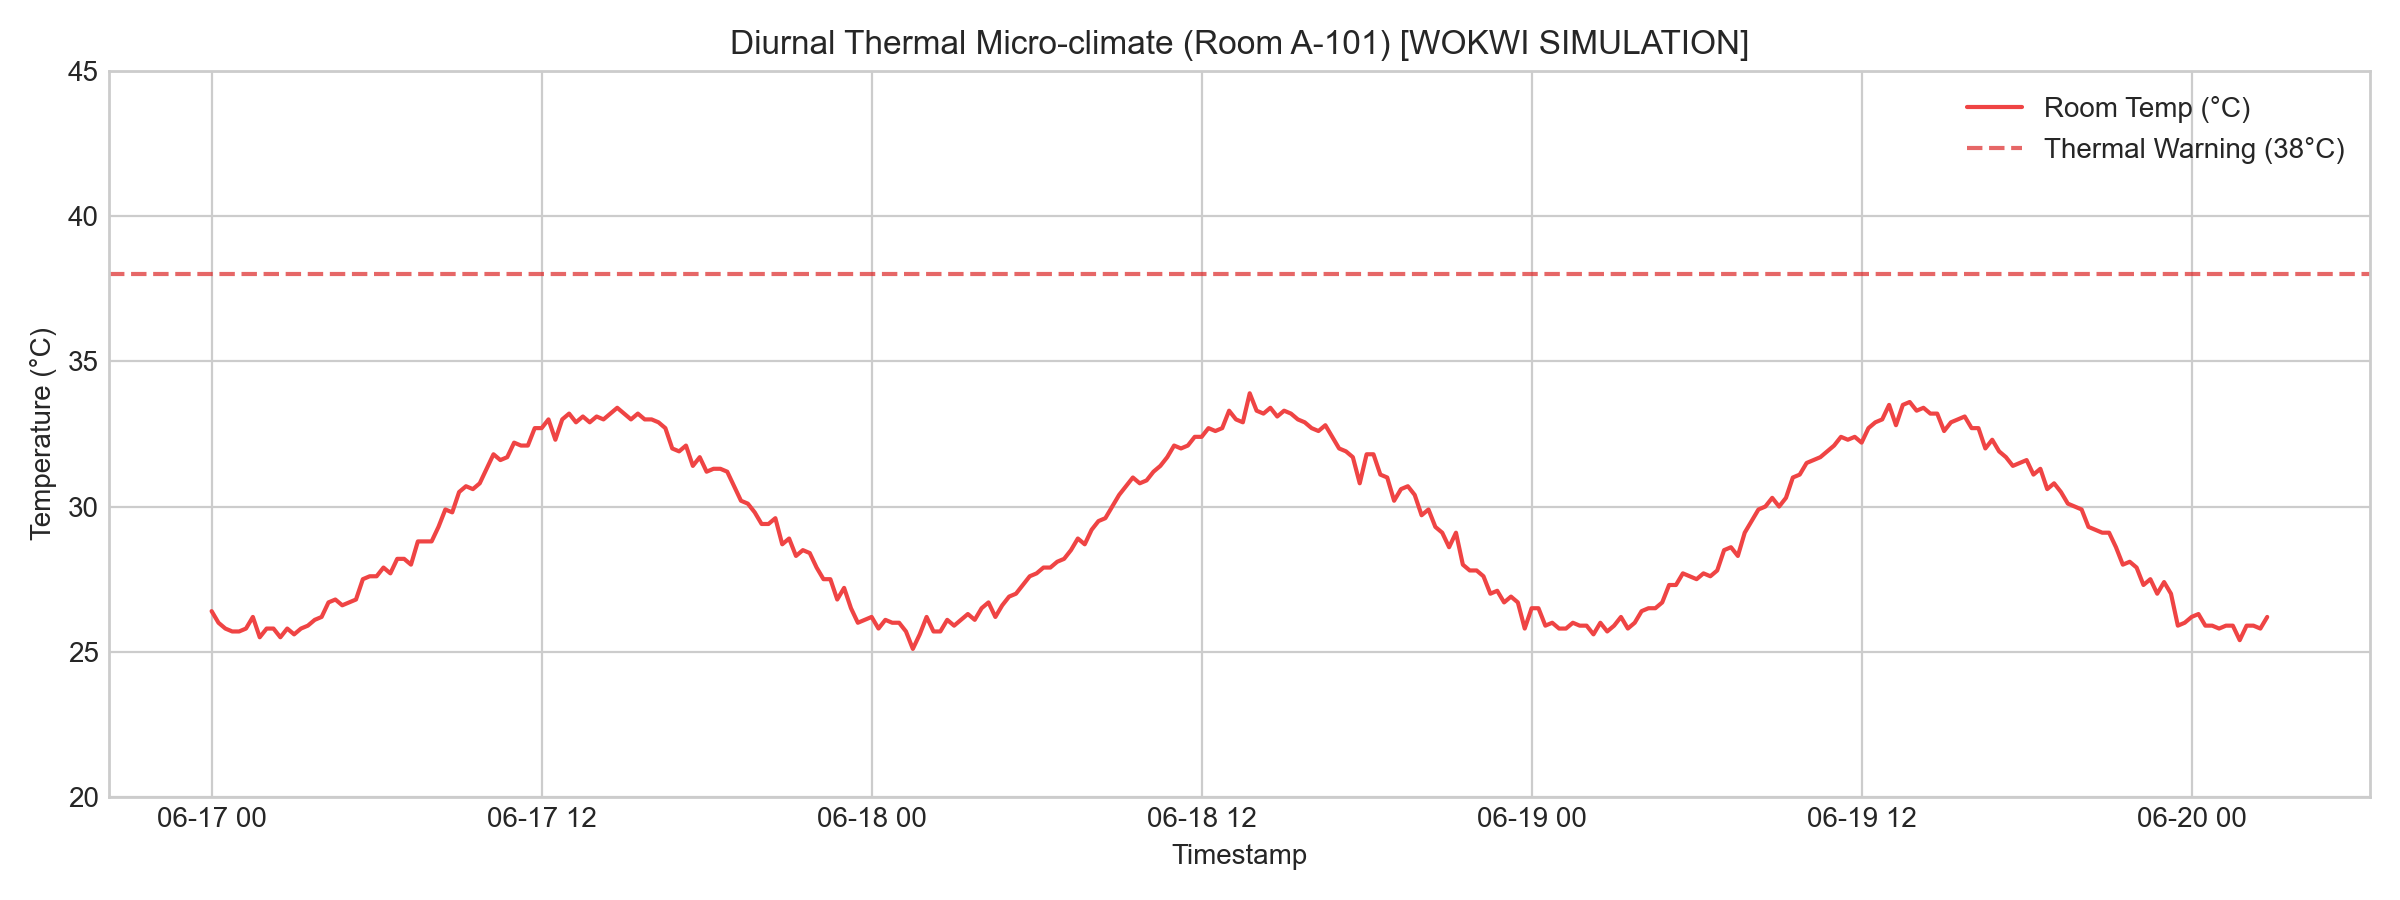 Diurnal Thermal Micro-climate (Room A-101) [WOKWI SIMULATION]
Room Temp (°C)
Thermal Warning (38°C)
Temperature (°C)
45
40
35
30
25
20
06-17 00
06-17 12
06-18 00
06-18 12
06-19 00
06-19 12
06-20 00
Timestamp